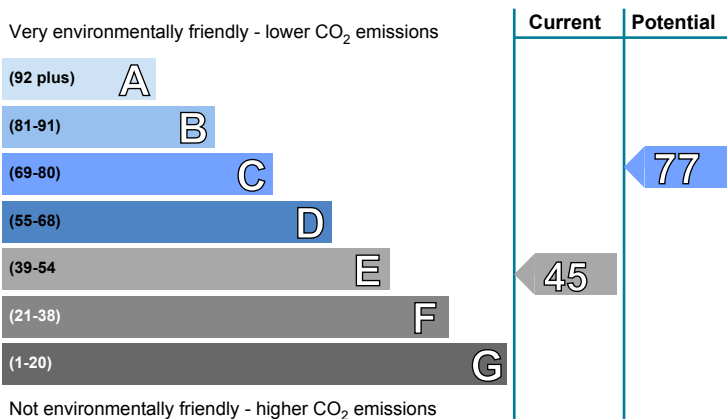 Very environmentally friendly - lower CO2 emissions
Current
Potential
(92 plus) A
(81-91) B
(69-80) C
77
(55-68) D
(39-54 E
45
(21-38) F
(1-20) G
Not environmentally friendly - higher CO2 emissions